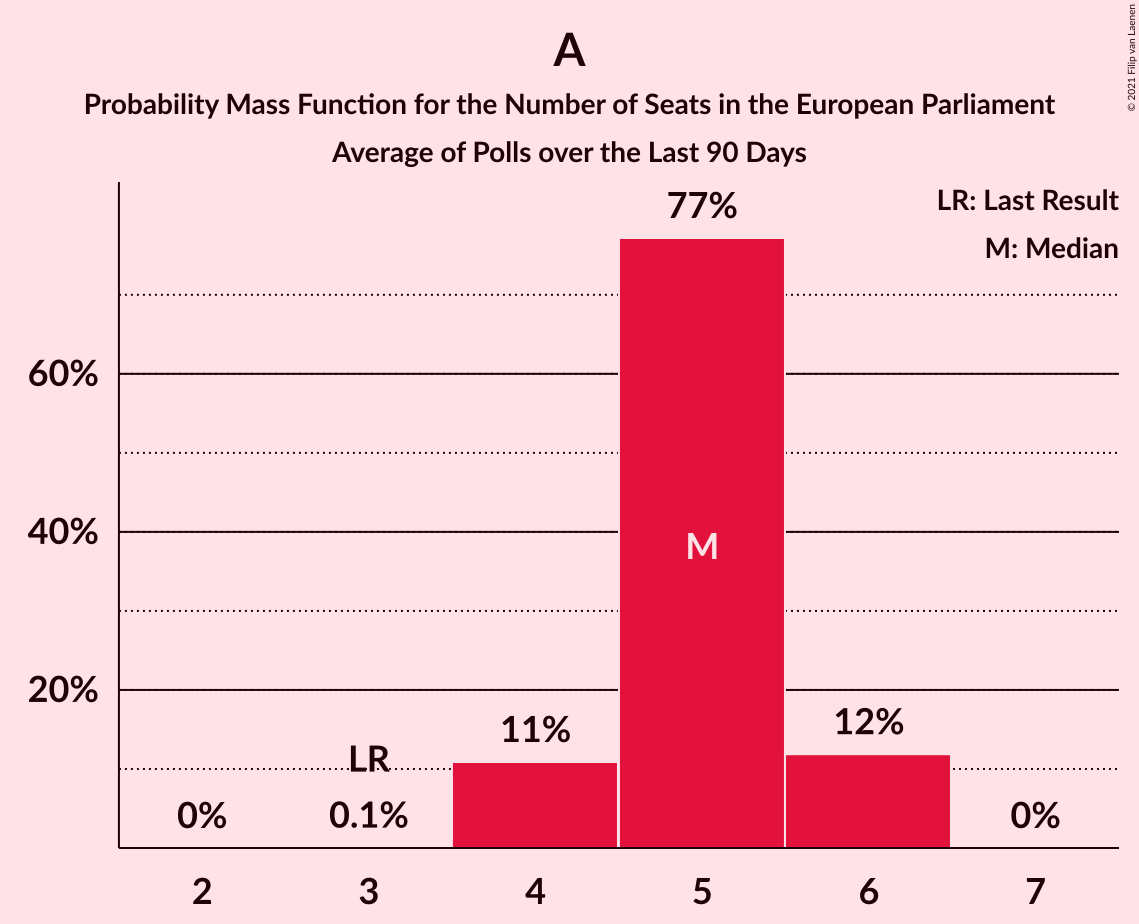 A
Probability Mass Function for the Number of Seats in the European Parliament
Average of Polls over the Last 90 Days
© 2021 Filip van Laenen
LR: Last Result
M: Median
77%
60%
40%
M
20%
11%
12%
LR
0%
0.1%
0%
2 3 4 5 6 7